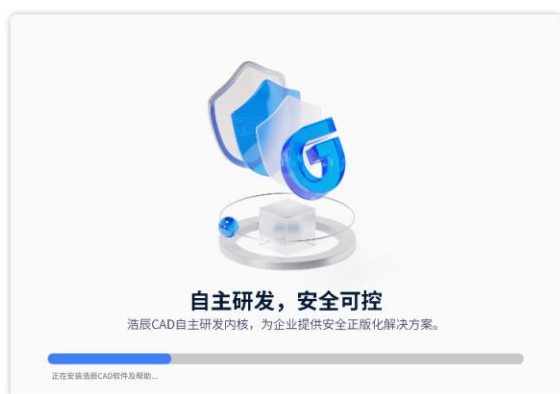 自主研发，安全可控
浩辰CAD自主研发内核，为企业提供安全正版化解决方案。
正在安装浩辰CAD软件及帮助...